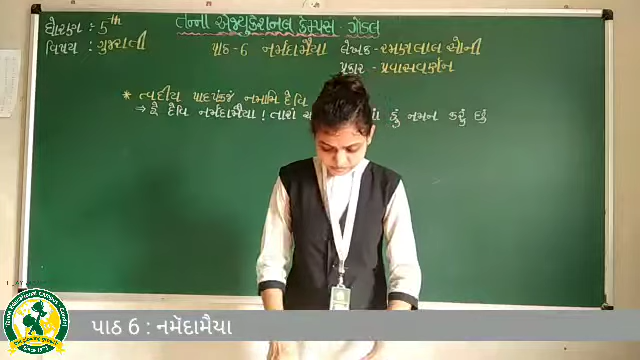 તન્ના એજ્યુકેશનલ કેમ્પસ - ગોંડલ
ધોરણ : 5th
વિષય : ગુજરાતી
પાઠ - 6 નર્મદામૈયા
લેખક - રમણલાલ સોની
પ્રકાર - પ્રવાસવર્ણન
* ત્વદીય પાદપંકજં નમામિ દેવિ
→ હે દેવિ નર્મદામૈયા ! તારાં હું નમન કરું છું
પાઠ 6 : નર્મદામૈયા